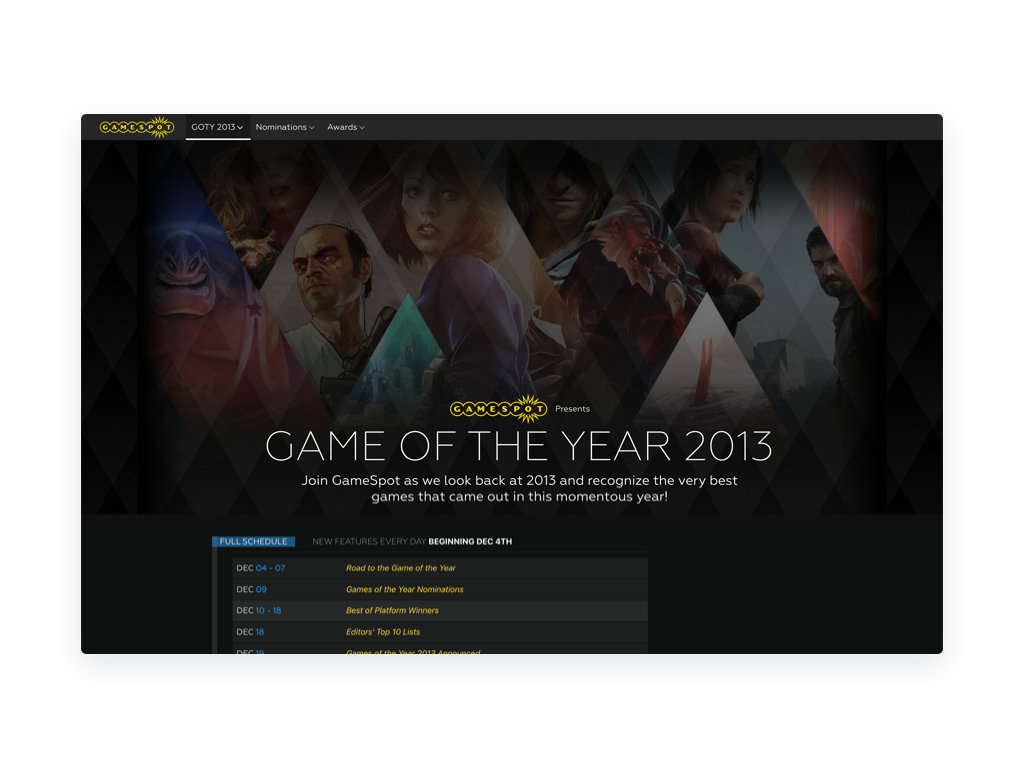 GAMESPOT
GOTY 2013 Nominations Awards
GAMESPOT Presents
GAME OF THE YEAR 2013
Join GameSpot as we look back at 2013 and recognize the very best
games that came out in this momentous year!
FULL SCHEDULE NEW FEATURES EVERY DAY BEGINNING DEC 4TH
DEC 04 - 07 Road to the Game of the Year
DEC 09 Games of the Year Nominations
DEC 10 - 18 Best of Platform Winners
DEC 18 Editors' Top 10 Lists
DEC 19 Games of the Year 2013 Announced